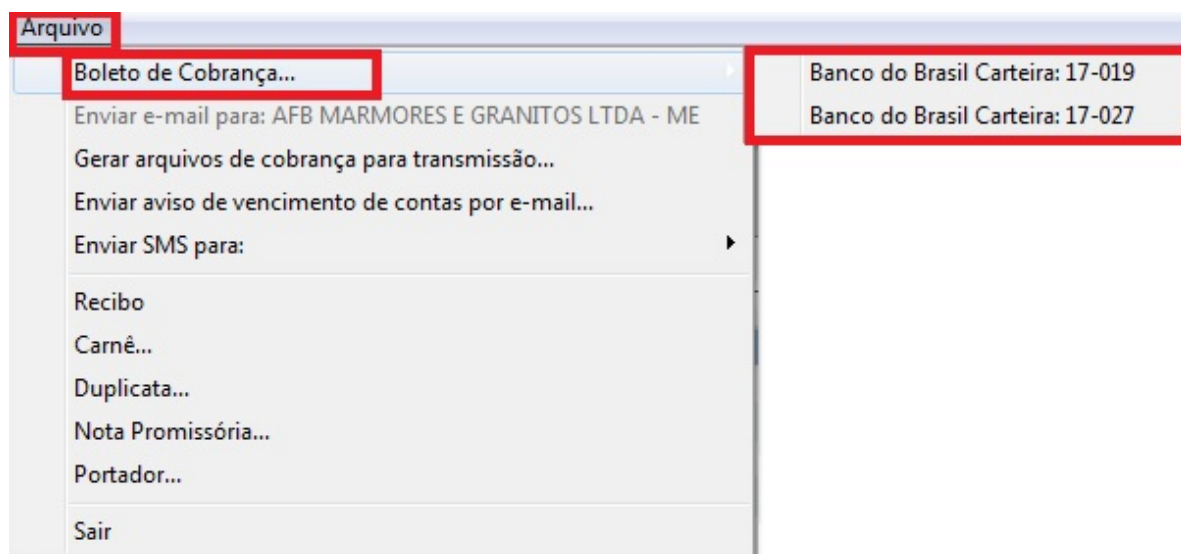 Arquivo
Boleto de Cobrança...
Banco do Brasil Carteira: 17-019
Enviar e-mail para: AFB MARMORES E GRANITOS LTDA - ME
Banco do Brasil Carteira: 17-027
Gerar arquivos de cobrança para transmissão...
Enviar aviso de vencimento de contas por e-mail...
Enviar SMS para:
Recibo
Carnê...
Duplicata...
Nota Promissória...
Portador...
Sair